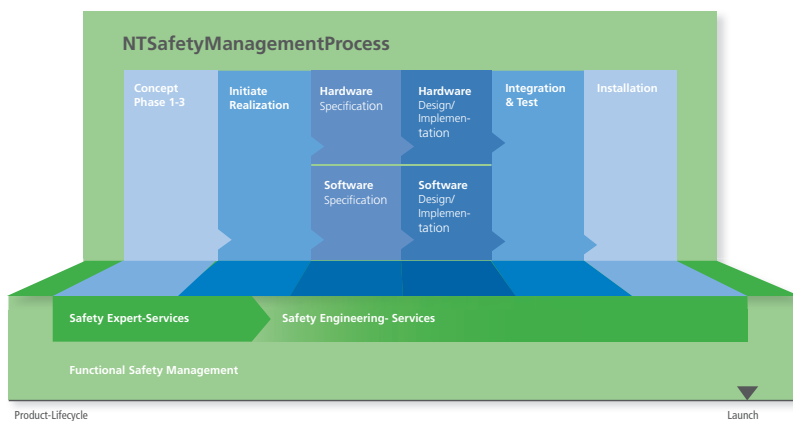 NTSafetyManagementProcess
Concept
Phase 1-3
Initiate
Realization
Hardware
Specification
Hardware
Design/
Implemen-
tation
Integration
& Test
Installation
Software
Specification
Software
Design/
Implemen-
tation
Safety Expert-Services
Safety Engineering- Services
Functional Safety Management
Product-Lifecycle
Launch